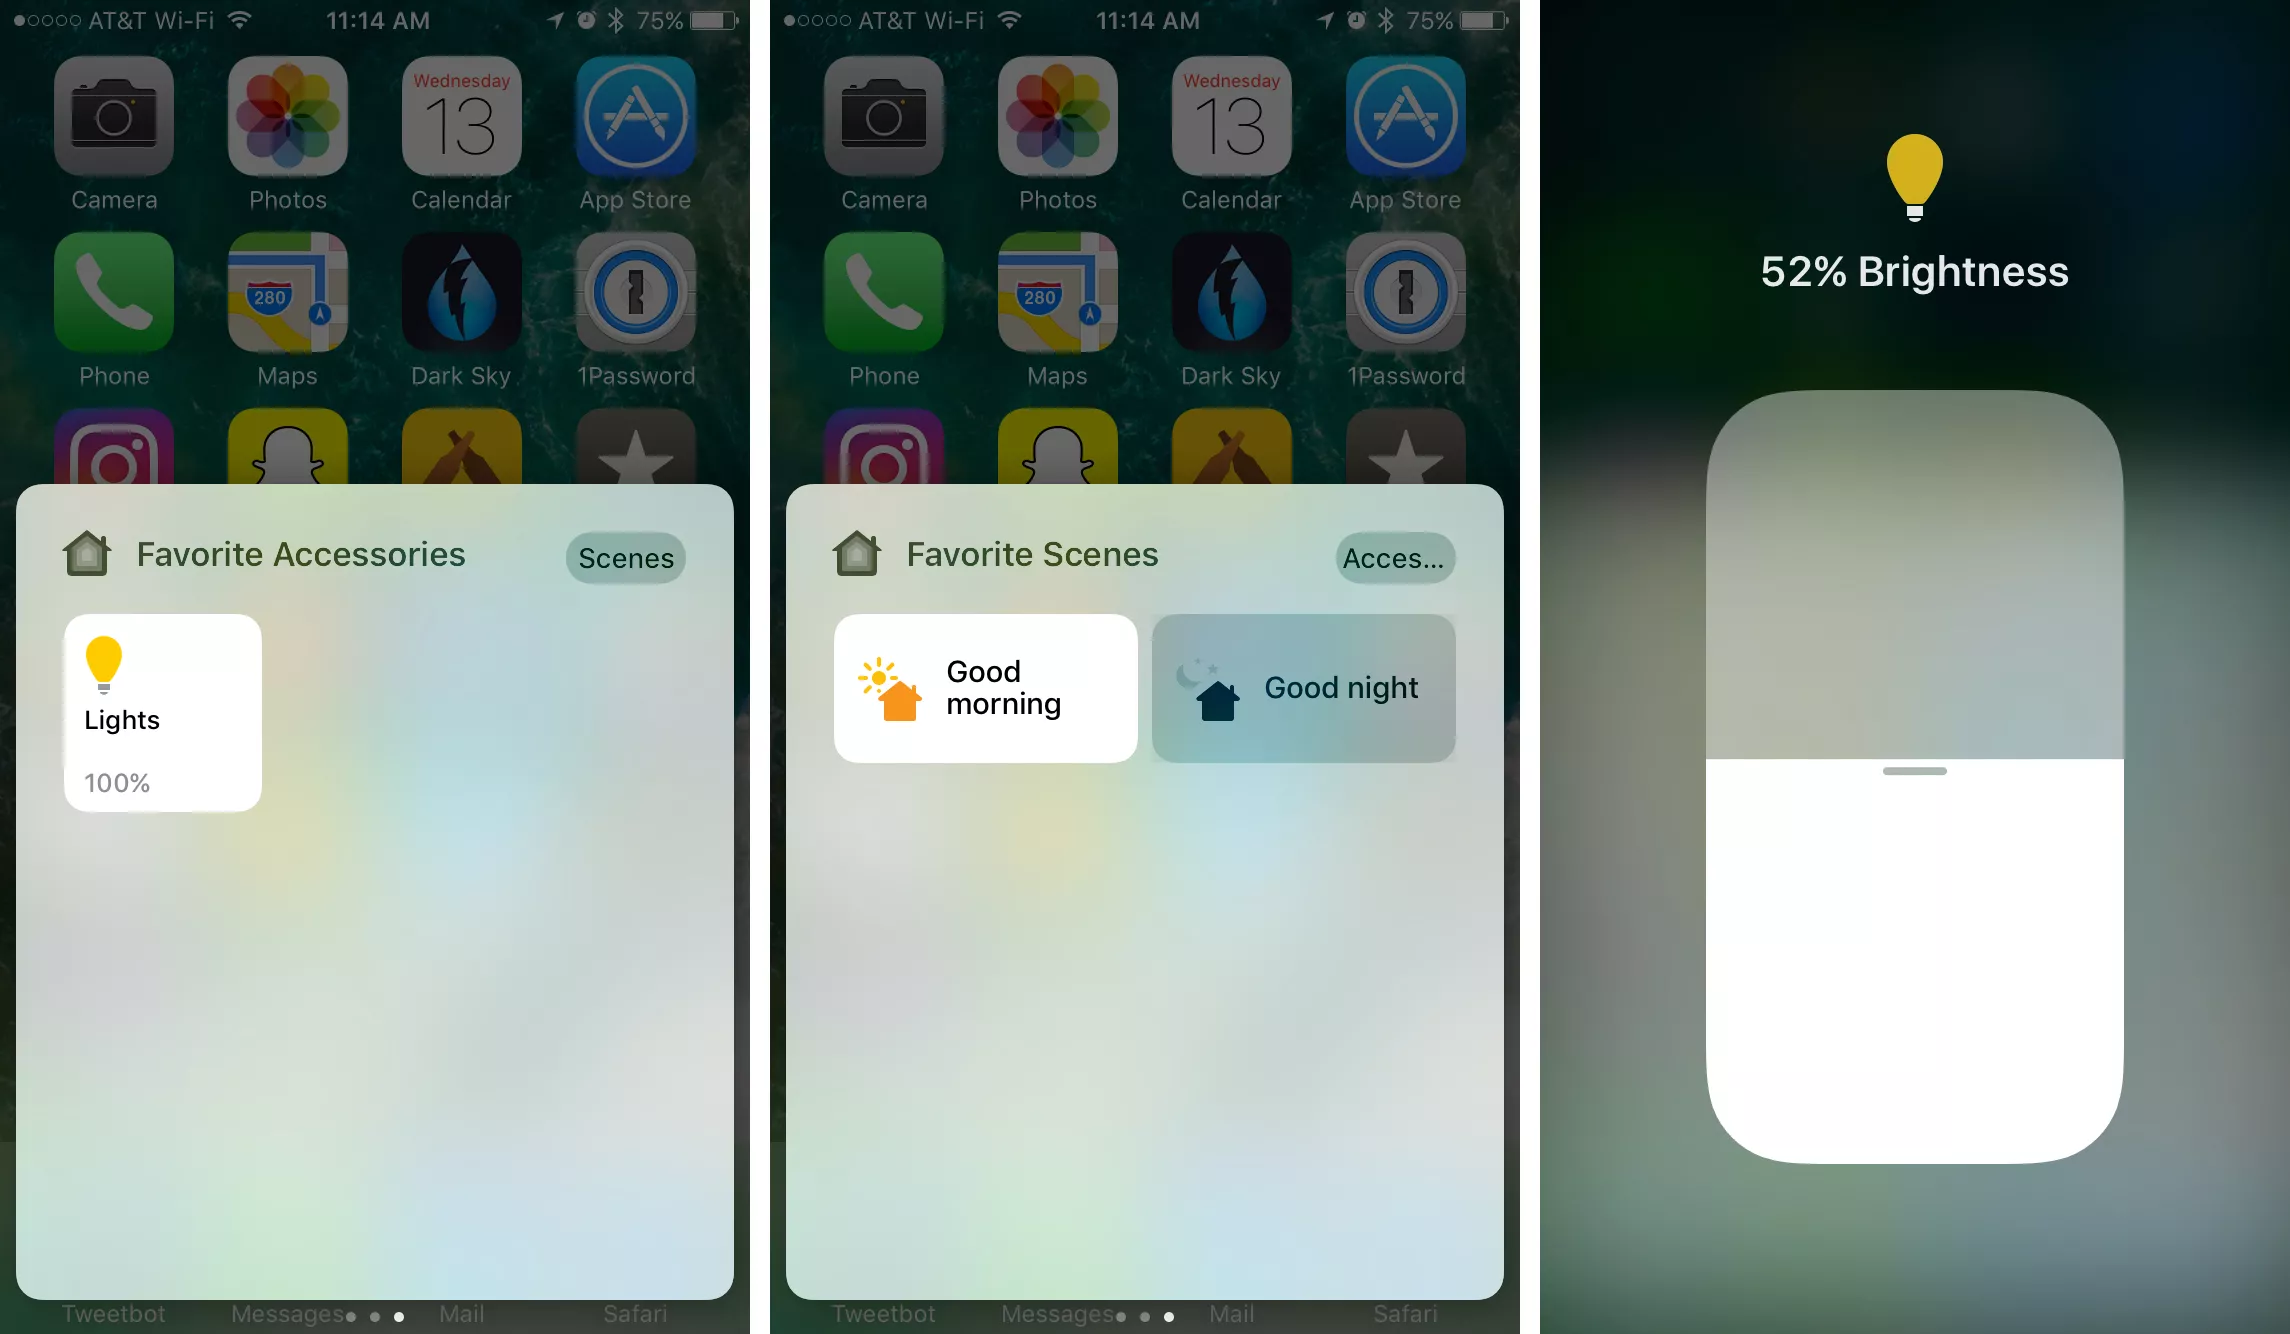 AT&T Wi-Fi 11:14 AM 75%
Wednesday
13
Camera Photos Calendar App Store
280
Phone Maps Dark Sky 1Password
Favorite Accessories Scenes
Lights
100%
Tweetbot Messages Mail Safari
AT&T Wi-Fi 11:14 AM 75%
Wednesday
13
Camera Photos Calendar App Store
280
Phone Maps Dark Sky 1Password
Favorite Scenes Acces...
Good
morning
Good night
Tweetbot Messages Mail Safari
52% Brightness